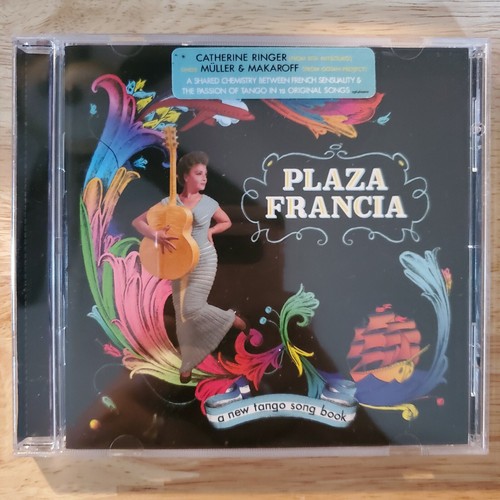 CATHERINE RINGER
MÜLLER & MAKAROFF
A SHARED CHEMISTRY BETWEEN FRENCH SENSUALITY &
THE PASSION OF TANGO IN 12 ORIGINAL SONGS
PLAZA
FRANCIA
a new tango song book